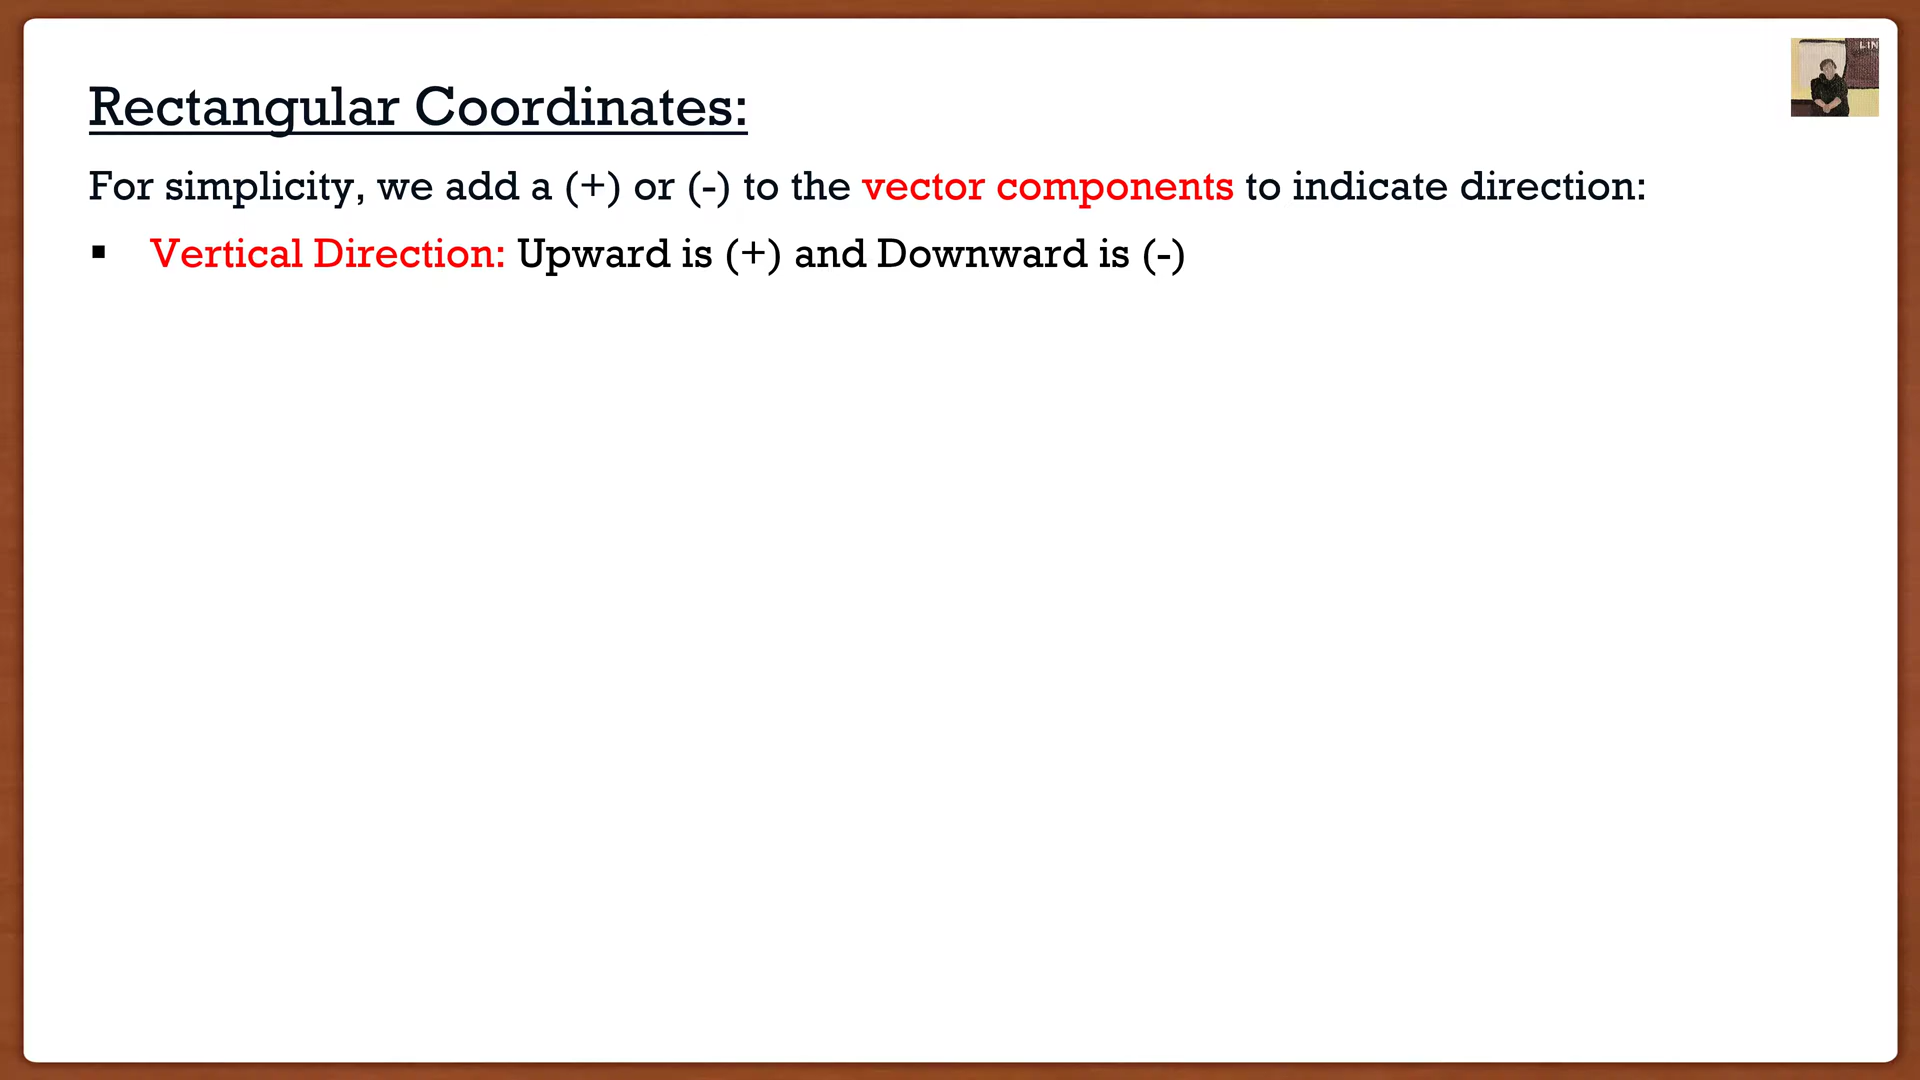 LIN
Rectangular Coordinates:
For simplicity, we add a (+) or (-) to the vector components to indicate direction:
▪ Vertical Direction: Upward is (+) and Downward is (-)